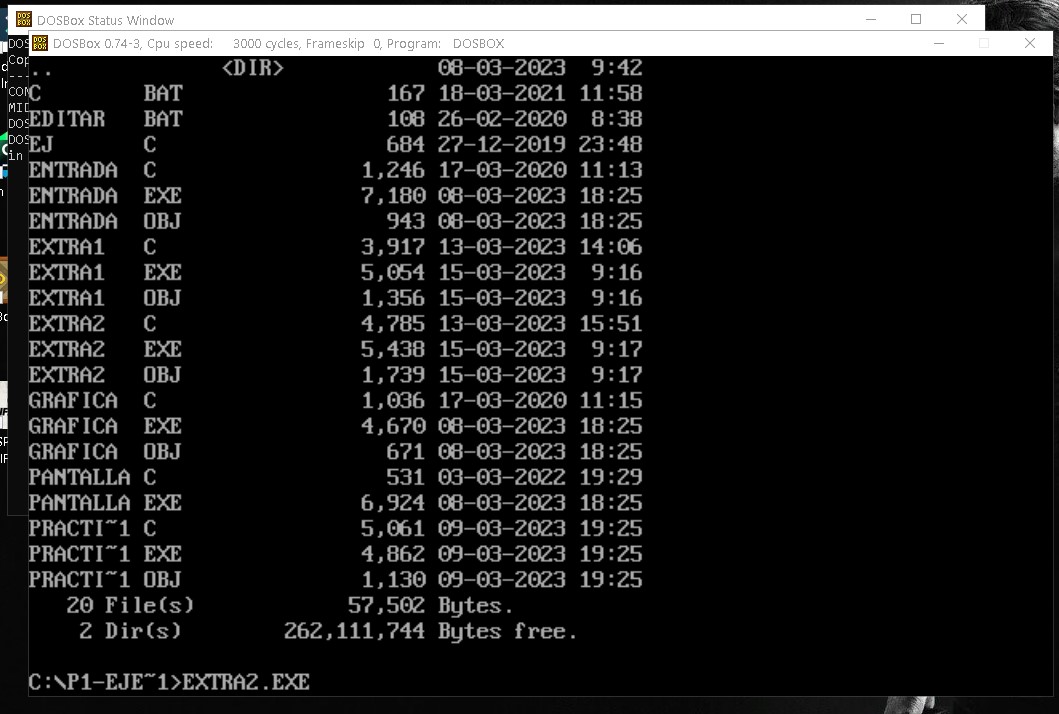 DOSBox Status Window
DOSBox 0.74-3, Cpu speed: 3000 cycles, Frameskip 0, Program: DOSBOX
.. <DIR> 08-03-2023 9:42
C BAT 167 18-03-2021 11:58
EDITAR BAT 108 26-02-2020 8:38
EJ C 684 27-12-2019 23:48
ENTRADA C 1,246 17-03-2020 11:13
ENTRADA EXE 7,180 08-03-2023 18:25
ENTRADA OBJ 943 08-03-2023 18:25
EXTRA1 C 3,917 13-03-2023 14:06
EXTRA1 EXE 5,054 15-03-2023 9:16
EXTRA1 OBJ 1,356 15-03-2023 9:16
EXTRA2 C 4,785 13-03-2023 15:51
EXTRA2 EXE 5,438 15-03-2023 9:17
EXTRA2 OBJ 1,739 15-03-2023 9:17
GRAFICA C 1,036 17-03-2020 11:15
GRAFICA EXE 4,670 08-03-2023 18:25
GRAFICA OBJ 671 08-03-2023 18:25
PANTALLA C 531 03-03-2022 19:29
PANTALLA EXE 6,924 08-03-2023 18:25
PRACTI~1 C 5,061 09-03-2023 19:25
PRACTI~1 EXE 4,862 09-03-2023 19:25
PRACTI~1 OBJ 1,130 09-03-2023 19:25
20 File(s) 57,502 Bytes.
2 Dir(s) 262,111,744 Bytes free.
C:\P1-EJE~1>EXTRA2.EXE